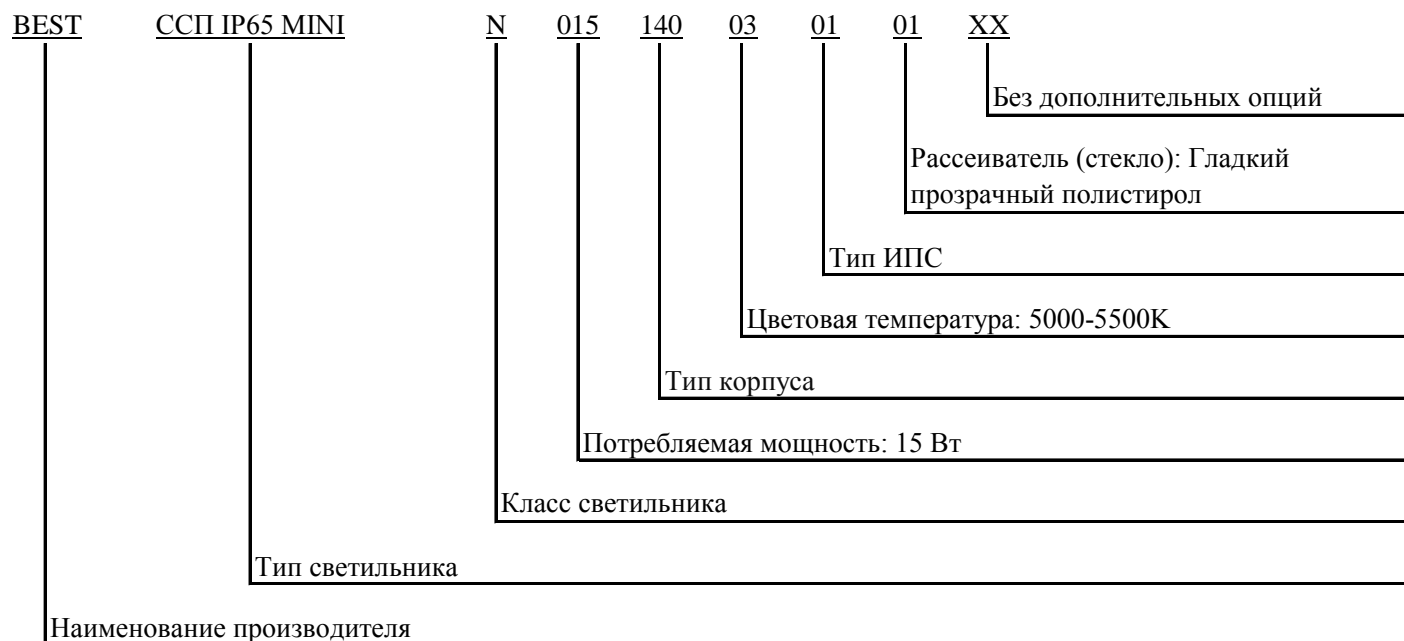 BEST ССП IP65 MINI N 015 140 03 01 01 XX
Без дополнительных опций
Рассеиватель (стекло): Гладкий
прозрачный полистирол
Тип ИПС
Цветовая температура: 5000-5500K
Тип корпуса
Потребляемая мощность: 15 Вт
Класс светильника
Тип светильника
Наименование производителя